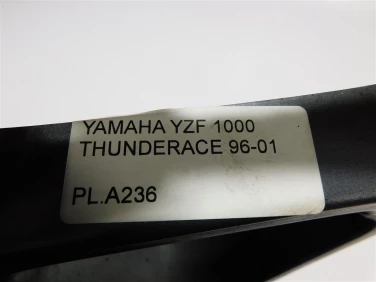 YAMAHA YZF 1000
THUNDERACE 96-01
PL.A236